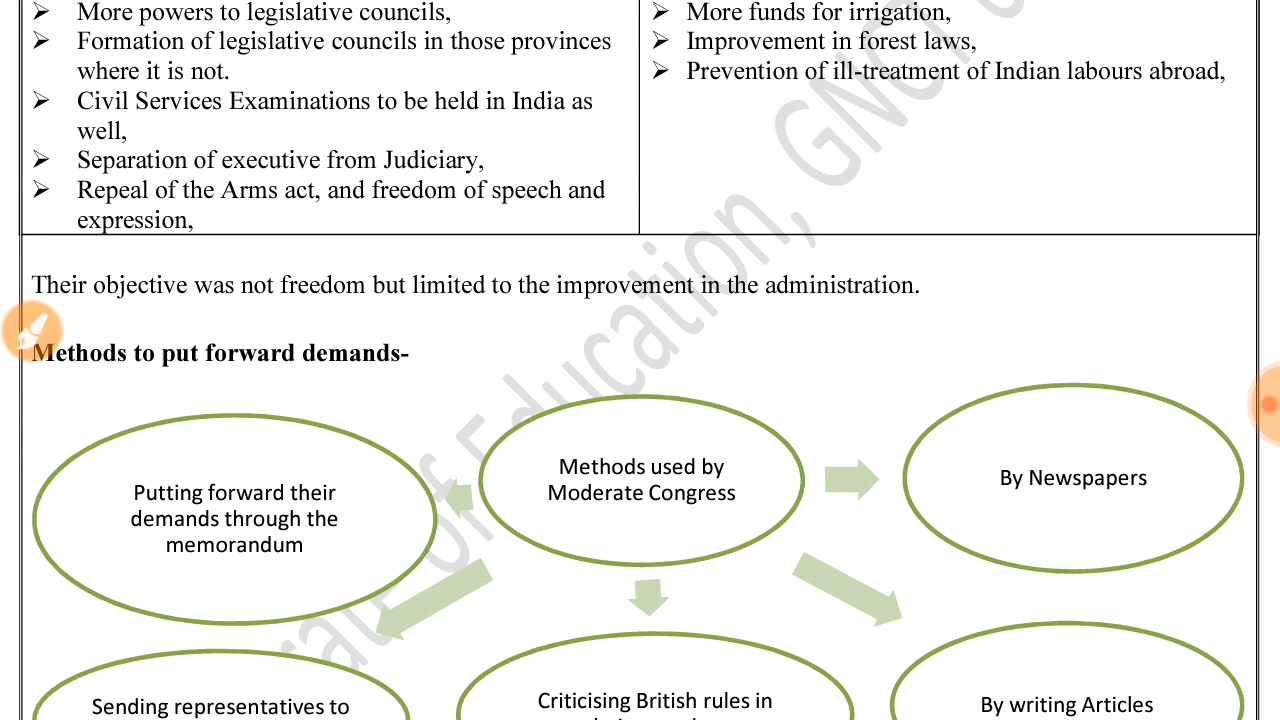 ➢ More powers to legislative councils,
➢ Formation of legislative councils in those provinces
where it is not.
➢ Civil Services Examinations to be held in India as
well,
➢ Separation of executive from Judiciary,
➢ Repeal of the Arms act, and freedom of speech and
expression,
➢ More funds for irrigation,
➢ Improvement in forest laws,
➢ Prevention of ill-treatment of Indian labours abroad,
Their objective was not freedom but limited to the improvement in the administration.
Methods to put forward demands-
Methods used by
Moderate Congress
Putting forward their
demands through the
memorandum
By Newspapers
Sending representatives to
Criticising British rules in
By writing Articles
of Education, GNCT